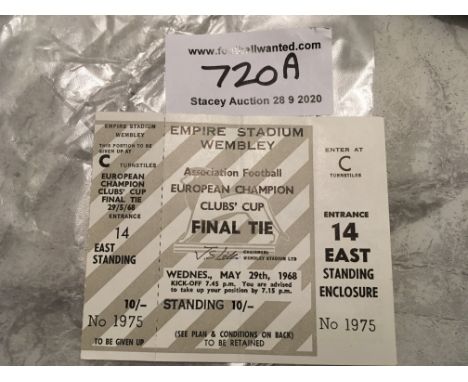 www.footballwanted.com
720A
Stacey Auction 28 9 2020
EMPIRE STADIUM
WEMBLEY
THIS PORTION TO BE
GIVEN UP AT
C
TURNSTILES
EUROPEAN
CHAMPION
CLUBS' CUP
FINAL TIE
29/5/68
ENTRANCE
14
EAST
STANDING
10/-
No 1975
TO BE GIVEN UP
EMPIRE STADIUM
WEMBLEY
Association Football
EUROPEAN CHAMPION
CLUBS' CUP
FINAL TIE
CHAIRMAN:
WEMBLEY STADIUM LTD
WEDNES., MAY 29th, 1968
KICK-OFF 7.45 p.m. You are advised
to take up your position by 7.15 p.m.
STANDING 10/-
(SEE PLAN & CONDITIONS ON BACK)
TO BE RETAINED
ENTER AT
C
TURNSTILES
ENTRANCE
14
EAST
STANDING
ENCLOSURE
No 1975